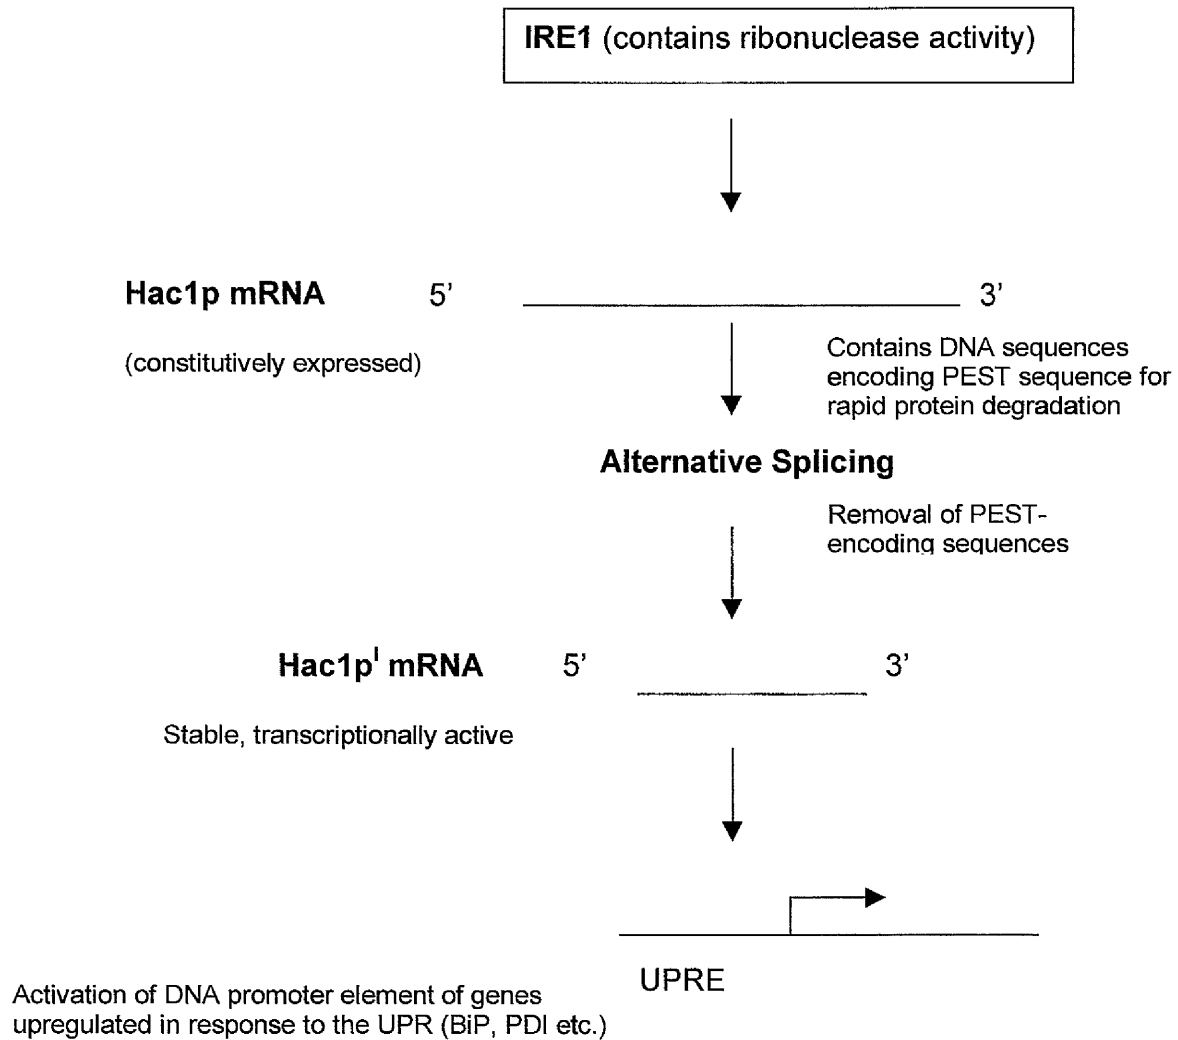 IRE1 (contains ribonuclease activity)
Hac1p mRNA 5’ 3’
(constitutively expressed)
Contains DNA sequences
encoding PEST sequence for
rapid protein degradation
Alternative Splicing
Removal of PEST-
encoding sequences
Hac1pᴵ mRNA 5’ 3’
Stable, transcriptionally active
UPRE
Activation of DNA promoter element of genes
upregulated in response to the UPR (BiP, PDI etc.)